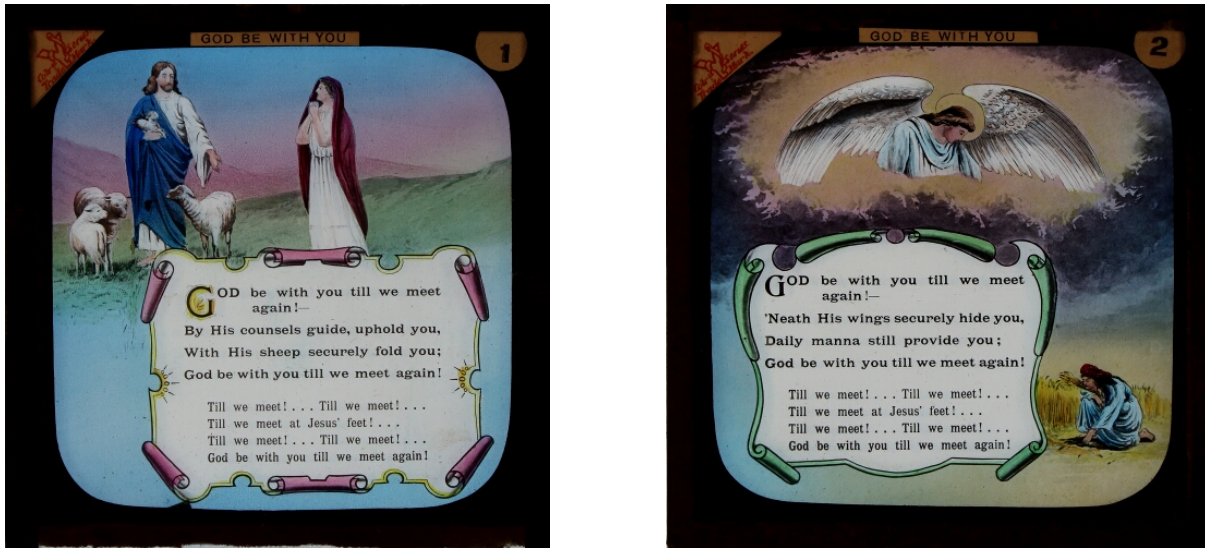 GOD BE WITH YOU
1
GOD be with you till we meet
again!—
By His counsels guide, uphold you,
With His sheep securely fold you;
God be with you till we meet again!
Till we meet! . . . Till we meet! . . .
Till we meet at Jesus' feet! . . .
Till we meet! . . . Till we meet! . . .
God be with you till we meet again!
GOD BE WITH YOU
2
GOD be with you till we meet
again!—
'Neath His wings securely hide you,
Daily manna still provide you;
God be with you till we meet again!
Till we meet! . . . Till we meet! . . .
Till we meet at Jesus' feet! . . .
Till we meet! . . . Till we meet! . . .
God be with you till we meet again!